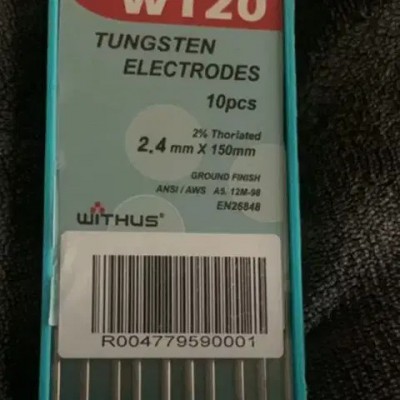 WT20
TUNGSTEN
ELECTRODES
10pcs
2% Thoriated
2.4 mm X 150mm
GROUND FINISH
ANSI / AWS A5. 12M-98
EN26848
WITHUS®
R004779590001